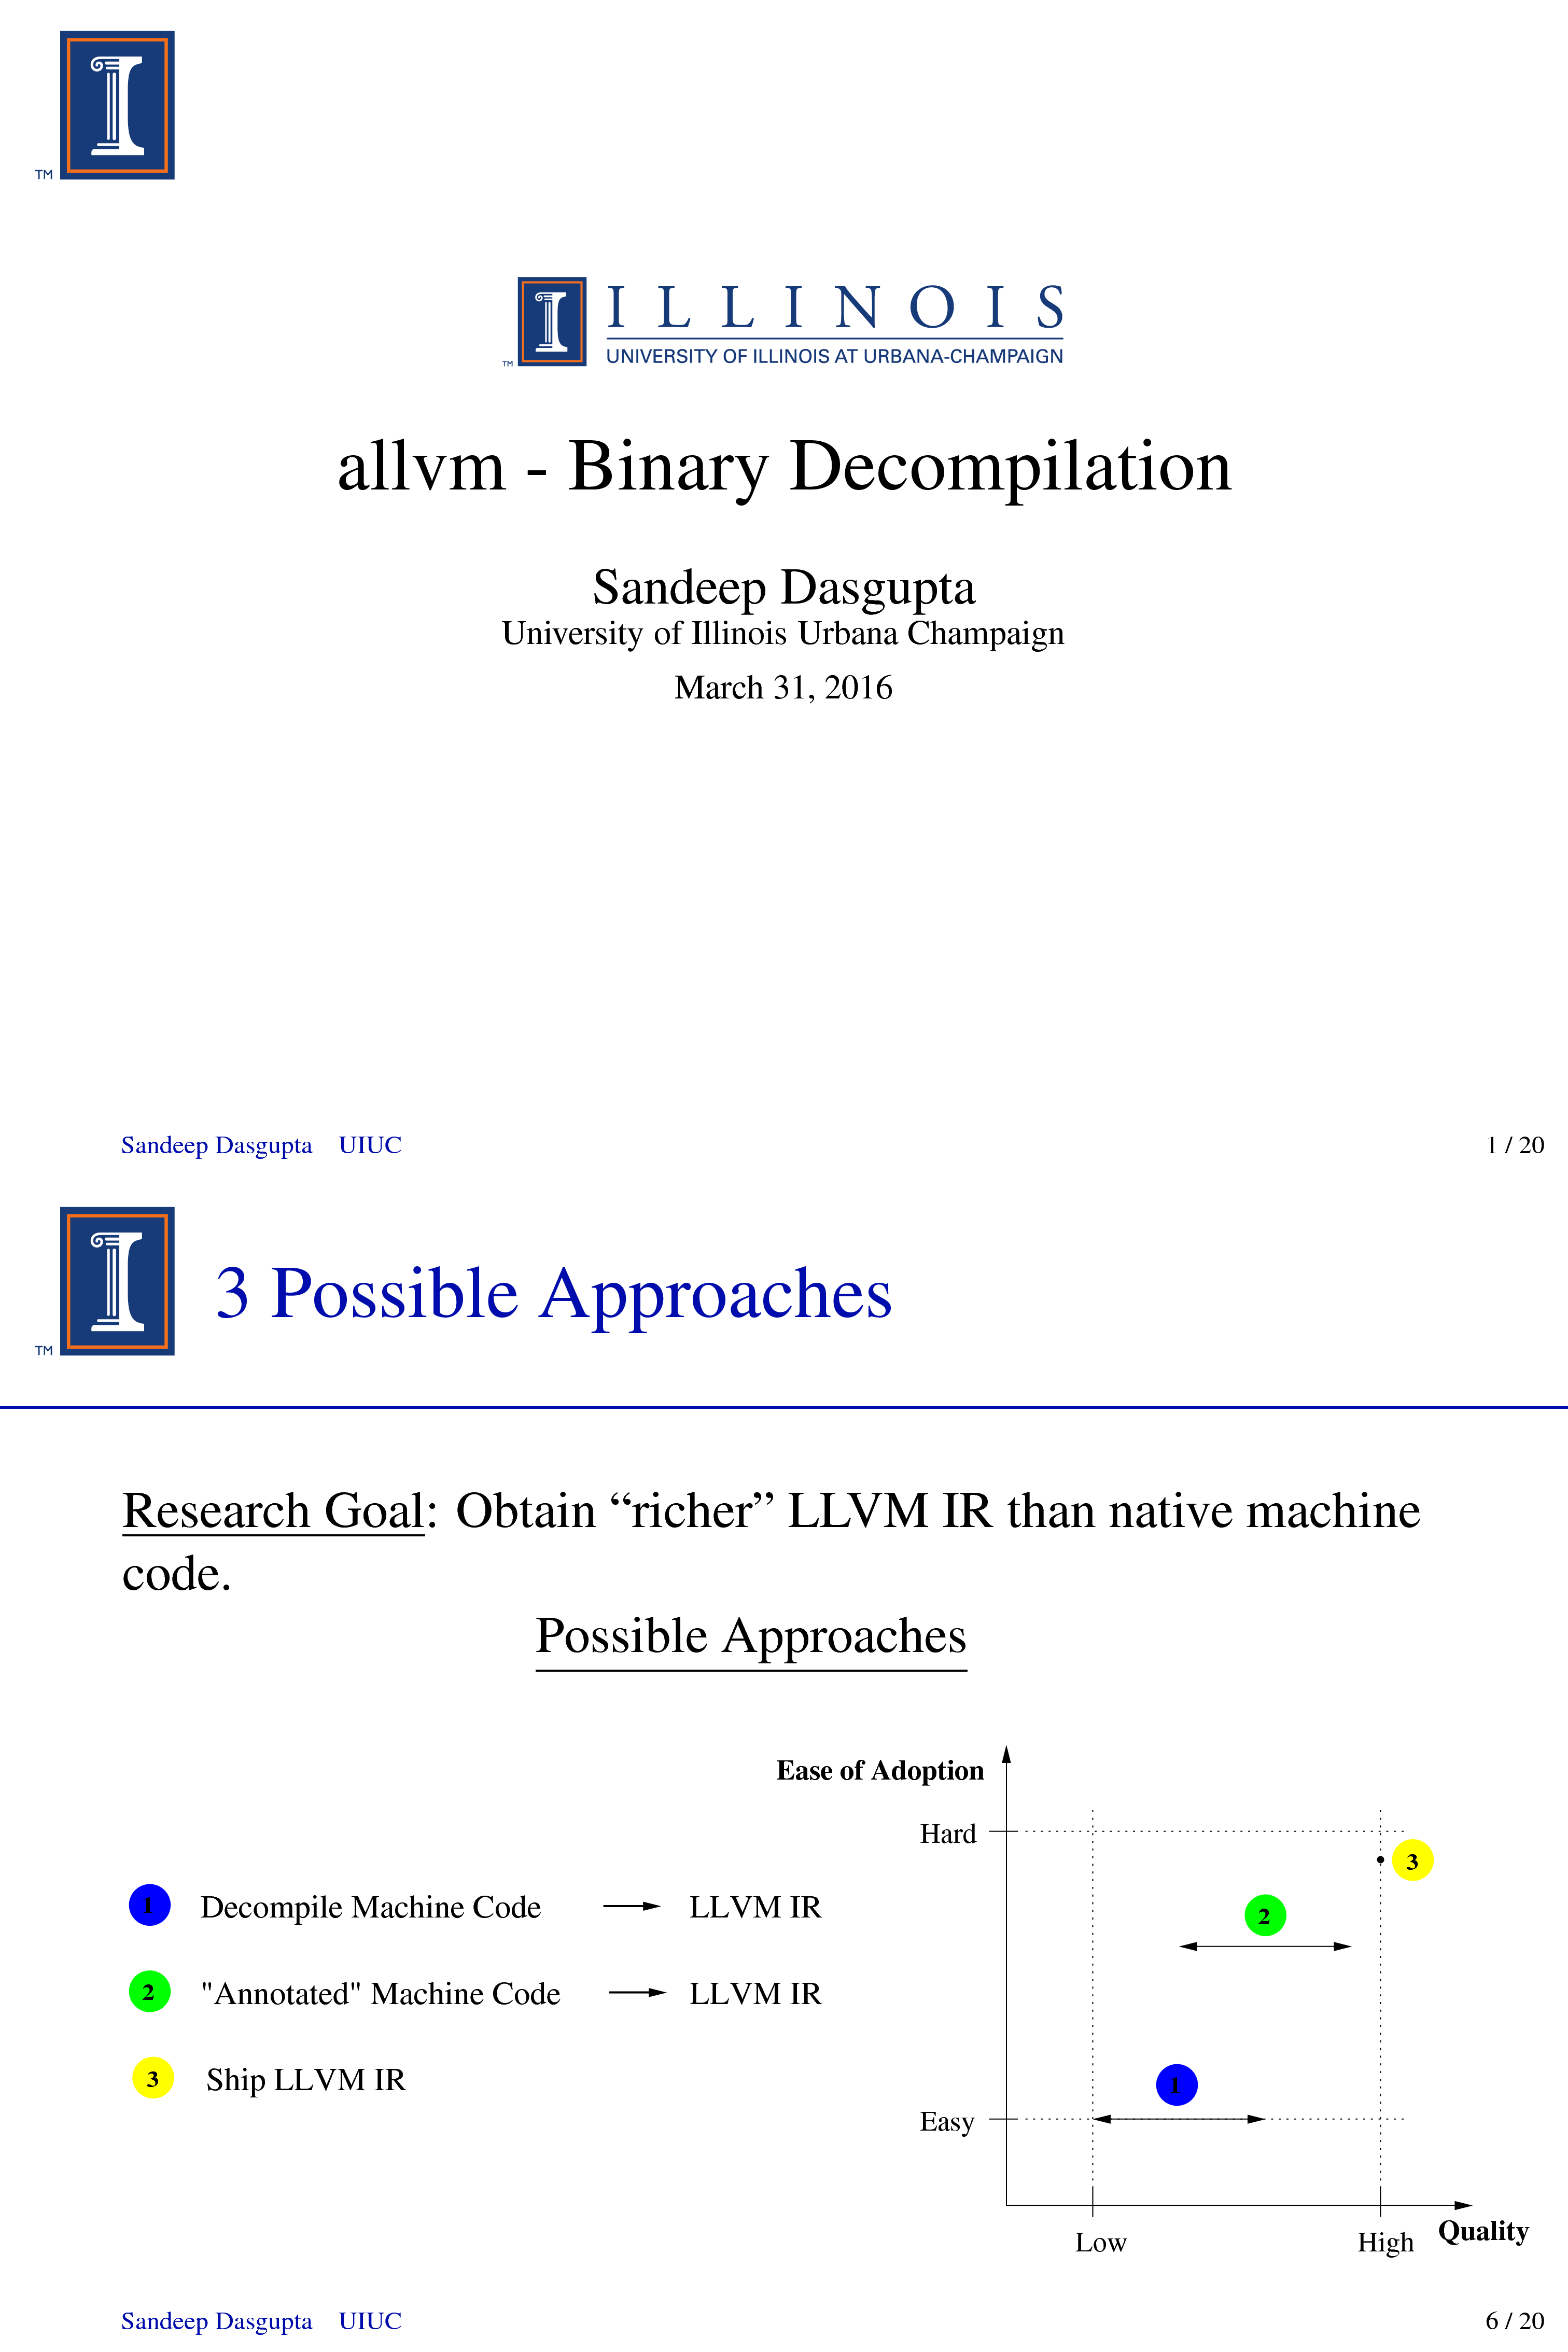 TM
TM
ILLINOIS
UNIVERSITY OF ILLINOIS AT URBANA-CHAMPAIGN
allvm - Binary Decompilation
Sandeep Dasgupta
University of Illinois Urbana Champaign
March 31, 2016
Sandeep Dasgupta UIUC 1 / 20
TM
3 Possible Approaches
Research Goal: Obtain “richer” LLVM IR than native machine
code.
Possible Approaches
1 Decompile Machine Code LLVM IR
2 "Annotated" Machine Code LLVM IR
3 Ship LLVM IR
Ease of Adoption
Hard
3
2
1
Easy
Low
High
Quality
Sandeep Dasgupta UIUC 6 / 20